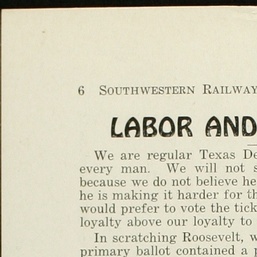 6 SOUTHWESTERN RAILWAY
LABOR AND
We are regular Texas De
every man. We will not s
because we do not believe he
he is making it harder for th
would prefer to vote the tick
loyalty above our loyalty to
In scratching Roosevelt, w
primary ballot contained a p